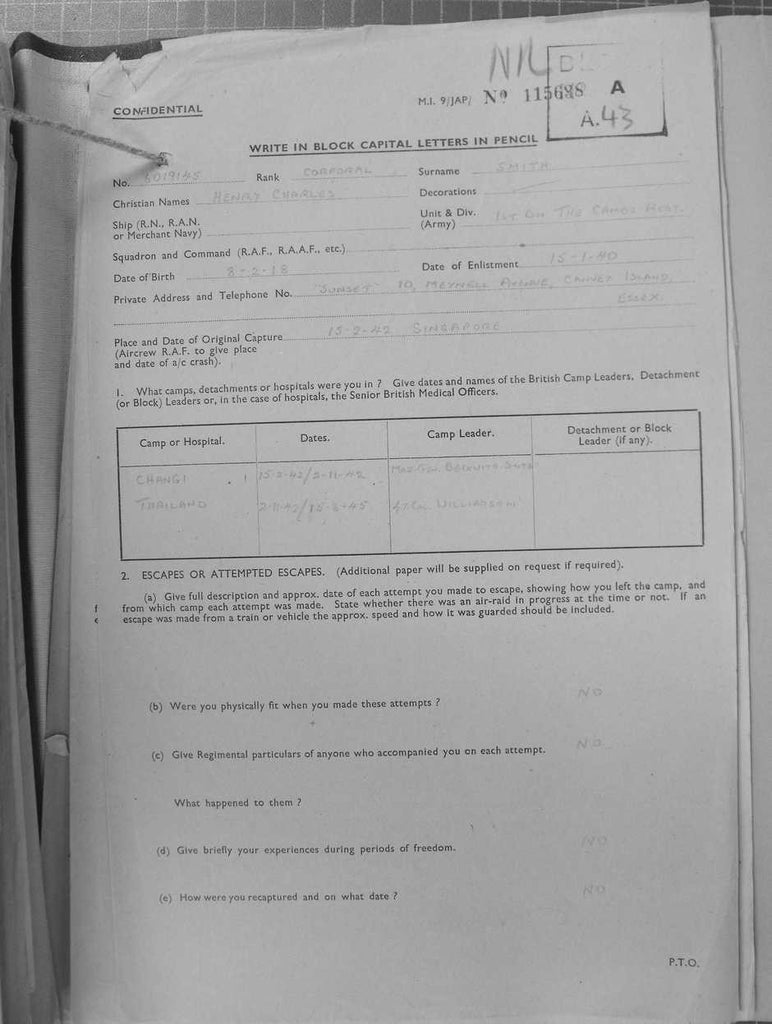 NIL
CONFIDENTIAL
M.I. 9/JAP/ No 115688 A
A.43
WRITE IN BLOCK CAPITAL LETTERS IN PENCIL
No. 6019145 Rank CORPORAL Surname SMITH
Christian Names HENRY CHARLES Decorations
Ship (R.N., R.A.N. or Merchant Navy) Unit & Div. (Army) 1ST BN THE CAMBS REGT.
Squadron and Command (R.A.F., R.A.A.F., etc.)
Date of Birth 8-2-18 Date of Enlistment 15-1-40
Private Address and Telephone No. "SUNSET" 10, MEYNELL AVENUE, CANVEY ISLAND,
ESSEX.
Place and Date of Original Capture 15-2-42 SINGAPORE
(Aircrew R.A.F. to give place
and date of a/c crash).
1. What camps, detachments or hospitals were you in ? Give dates and names of the British Camp Leaders, Detachment
(or Block) Leaders or, in the case of hospitals, the Senior British Medical Officers.
Camp or Hospital. Dates. Camp Leader. Detachment or Block Leader (if any).
CHANGI 15-2-42/2-11-42 MAJ. GEN.
THAILAND 2-11-42/15-8-45 LT. COL. WILLIAMSON
2. ESCAPES OR ATTEMPTED ESCAPES. (Additional paper will be supplied on request if required).
(a) Give full description and approx. date of each attempt you made to escape, showing how you left the camp, and
from which camp each attempt was made. State whether there was an air-raid in progress at the time or not. If an
escape was made from a train or vehicle the approx. speed and how it was guarded should be included.
(b) Were you physically fit when you made these attempts ? NO
(c) Give Regimental particulars of anyone who accompanied you on each attempt. NO
What happened to them ?
(d) Give briefly your experiences during periods of freedom. NO
(e) How were you recaptured and on what date ? NO
P.T.O.